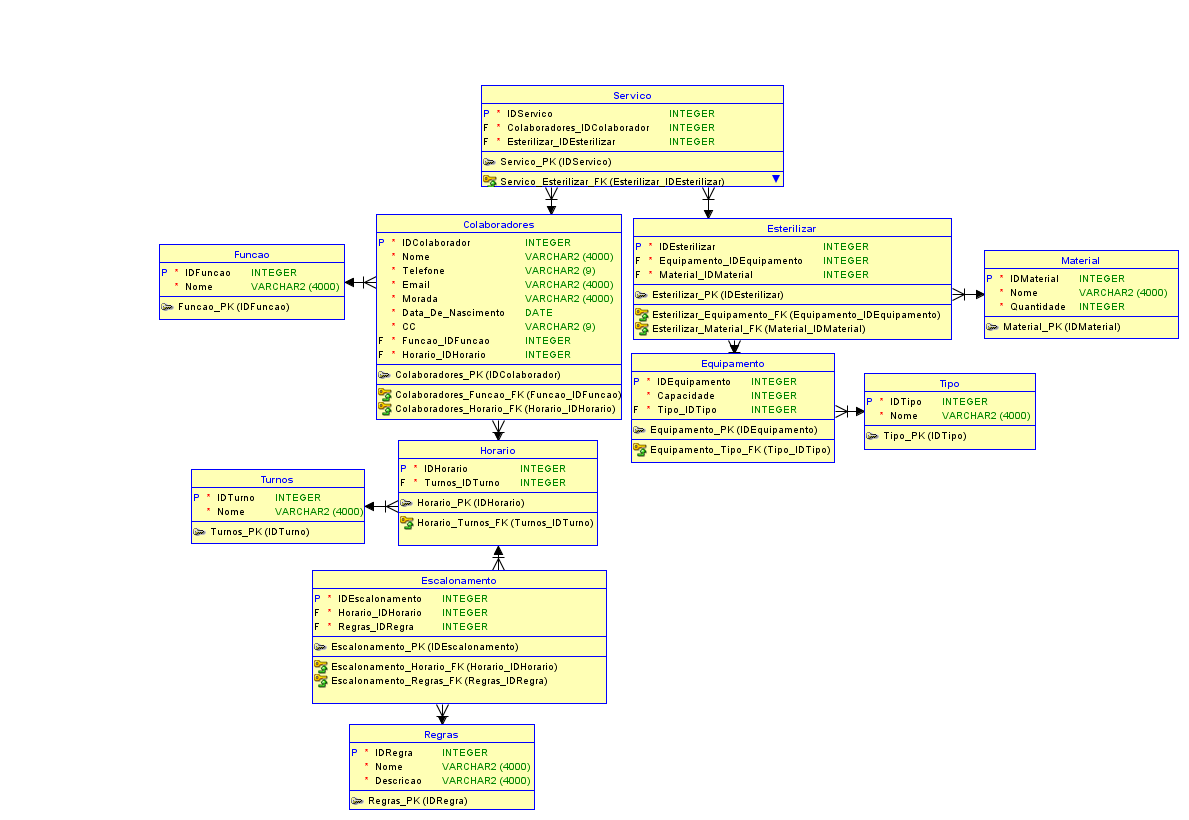 Servico
P * IDServico INTEGER
F * Colaboradores_IDColaborador INTEGER
F * Esterilizar_IDEsterilizar INTEGER
Servico_PK (IDServico)
Servico_Esterilizar_FK (Esterilizar_IDEsterilizar)
Colaboradores
P * IDColaborador INTEGER
* Nome VARCHAR2 (4000)
* Telefone VARCHAR2 (9)
* Email VARCHAR2 (4000)
* Morada VARCHAR2 (4000)
* Data_De_Nascimento DATE
* CC VARCHAR2 (9)
F * Funcao_IDFuncao INTEGER
F * Horario_IDHorario INTEGER
Colaboradores_PK (IDColaborador)
Colaboradores_Funcao_FK (Funcao_IDFuncao)
Colaboradores_Horario_FK (Horario_IDHorario)
Esterilizar
P * IDEsterilizar INTEGER
F * Equipamento_IDEquipamento INTEGER
F * Material_IDMaterial INTEGER
Esterilizar_PK (IDEsterilizar)
Esterilizar_Equipamento_FK (Equipamento_IDEquipamento)
Esterilizar_Material_FK (Material_IDMaterial)
Funcao
P * IDFuncao INTEGER
* Nome VARCHAR2 (4000)
Funcao_PK (IDFuncao)
Material
P * IDMaterial INTEGER
* Nome VARCHAR2 (4000)
* Quantidade INTEGER
Material_PK (IDMaterial)
Equipamento
P * IDEquipamento INTEGER
* Capacidade INTEGER
F * Tipo_IDTipo INTEGER
Equipamento_PK (IDEquipamento)
Equipamento_Tipo_FK (Tipo_IDTipo)
Tipo
P * IDTipo INTEGER
* Nome VARCHAR2 (4000)
Tipo_PK (IDTipo)
Horario
P * IDHorario INTEGER
F * Turnos_IDTurno INTEGER
Horario_PK (IDHorario)
Horario_Turnos_FK (Turnos_IDTurno)
Turnos
P * IDTurno INTEGER
* Nome VARCHAR2 (4000)
Turnos_PK (IDTurno)
Escalonamento
P * IDEscalonamento INTEGER
F * Horario_IDHorario INTEGER
F * Regras_IDRegra INTEGER
Escalonamento_PK (IDEscalonamento)
Escalonamento_Horario_FK (Horario_IDHorario)
Escalonamento_Regras_FK (Regras_IDRegra)
Regras
P * IDRegra INTEGER
* Nome VARCHAR2 (4000)
* Descricao VARCHAR2 (4000)
Regras_PK (IDRegra)